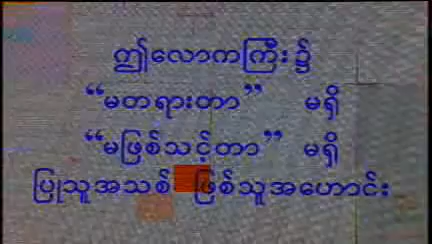 ဤလောကကြီး၌
“မတရားတာ” မရှိ
“မဖြစ်သင့်တာ” မရှိ
ပြုသူအသစ် ဖြစ်သူအဟောင်း